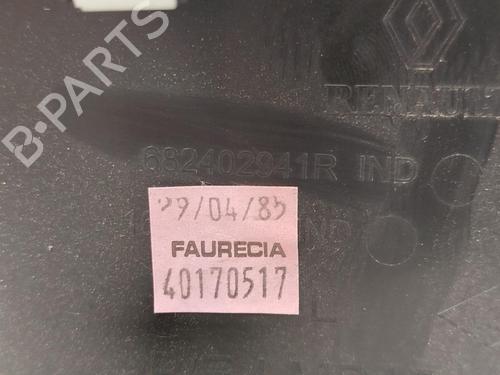 B-PARTS
RENAULT
682402941R IND
29/04/85
FAURECIA
40170517
L